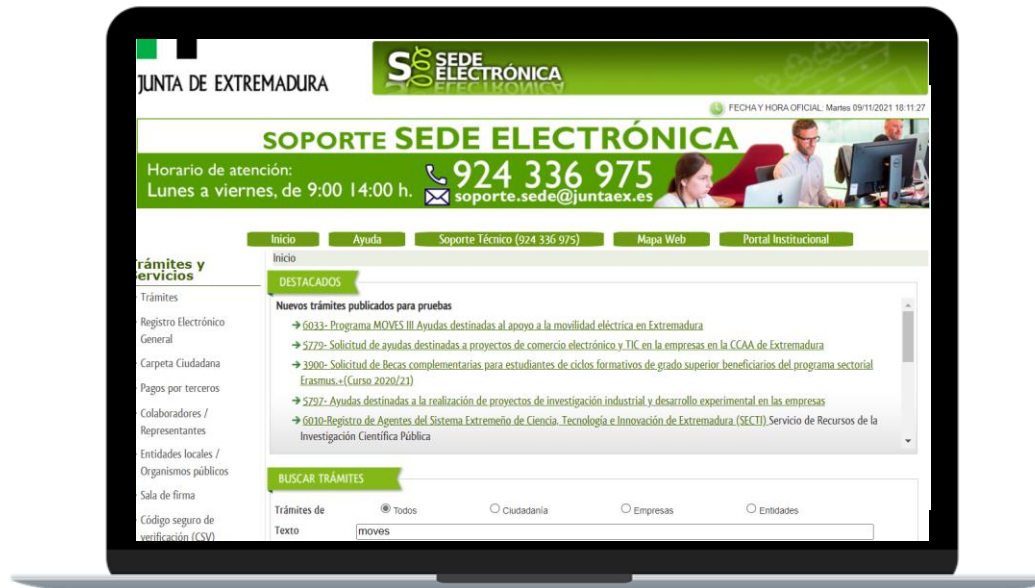 JUNTA DE EXTREMADURA
SEDE
ELECTRÓNICA
FECHA Y HORA OFICIAL: Martes 09/11/2021 18:11:27
SOPORTE SEDE ELECTRÓNICA
Horario de atención:
Lunes a viernes, de 9:00 14:00 h.
924 336 975
soporte.sede@juntaex.es
Inicio Ayuda Soporte Técnico (924 336 975) Mapa Web Portal Institucional
rámites y
ervicios
Trámites
Registro Electrónico
General
Carpeta Ciudadana
Pagos por terceros
Colaboradores /
Representantes
Entidades locales /
Organismos públicos
Sala de firma
Código seguro de
verificación (CSV)
Inicio
DESTACADOS
Nuevos trámites publicados para pruebas
6033- Programa MOVES III Ayudas destinadas al apoyo a la movilidad eléctrica en Extremadura
5779- Solicitud de ayudas destinadas a proyectos de comercio electrónico y TIC en la empresas en la CCAA de Extremadura
3900- Solicitud de Becas complementarias para estudiantes de ciclos formativos de grado superior beneficiarios del programa sectorial
Erasmus.+(Curso 2020/21)
5797- Ayudas destinadas a la realización de proyectos de investigación industrial y desarrollo experimental en las empresas
6010-Registro de Agentes del Sistema Extremeño de Ciencia, Tecnología e Innovación de Extremadura (SECTI) Servicio de Recursos de la
Investigación Científica Pública
BUSCAR TRÁMITES
Trámites de Todos Ciudadanía Empresas Entidades
Texto moves